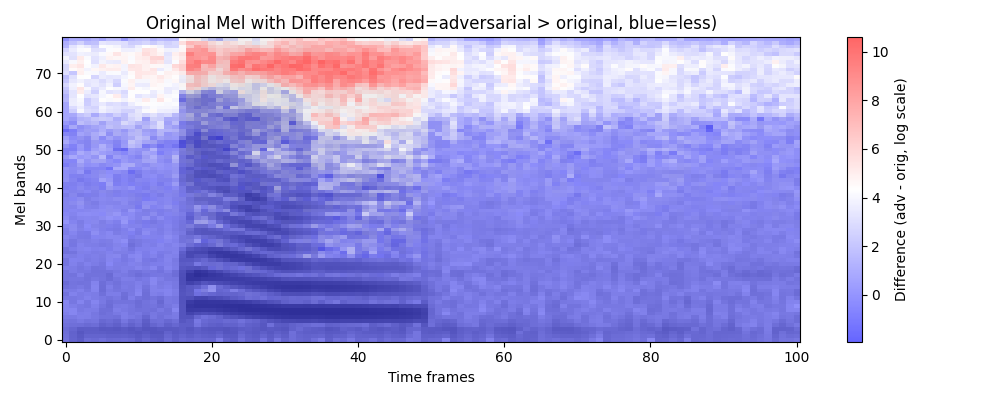 Original Mel with Differences (red=adversarial > original, blue=less)
Mel bands
70
60
50
40
30
20
10
0
0 20 40 60 80 100
Time frames
10
8
6
4
2
0
Difference (adv - orig, log scale)